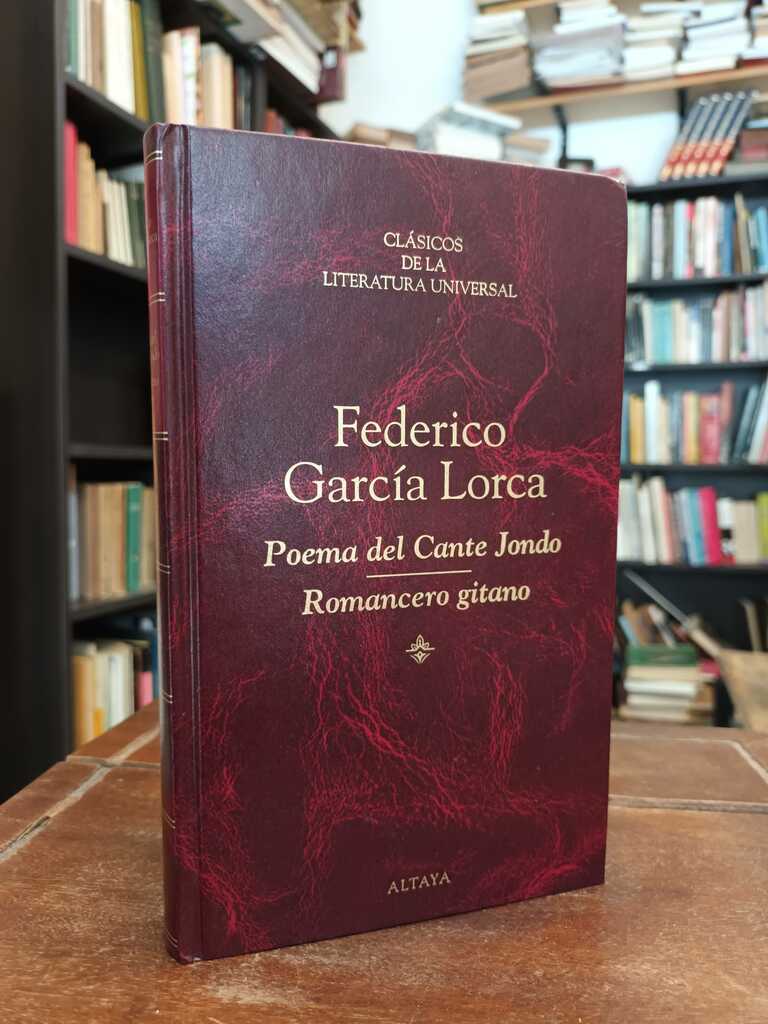 CLÁSICOS
DE LA
LITERATURA UNIVERSAL
Federico
García Lorca
Poema del Cante Jondo
Romancero gitano
ALTAYA